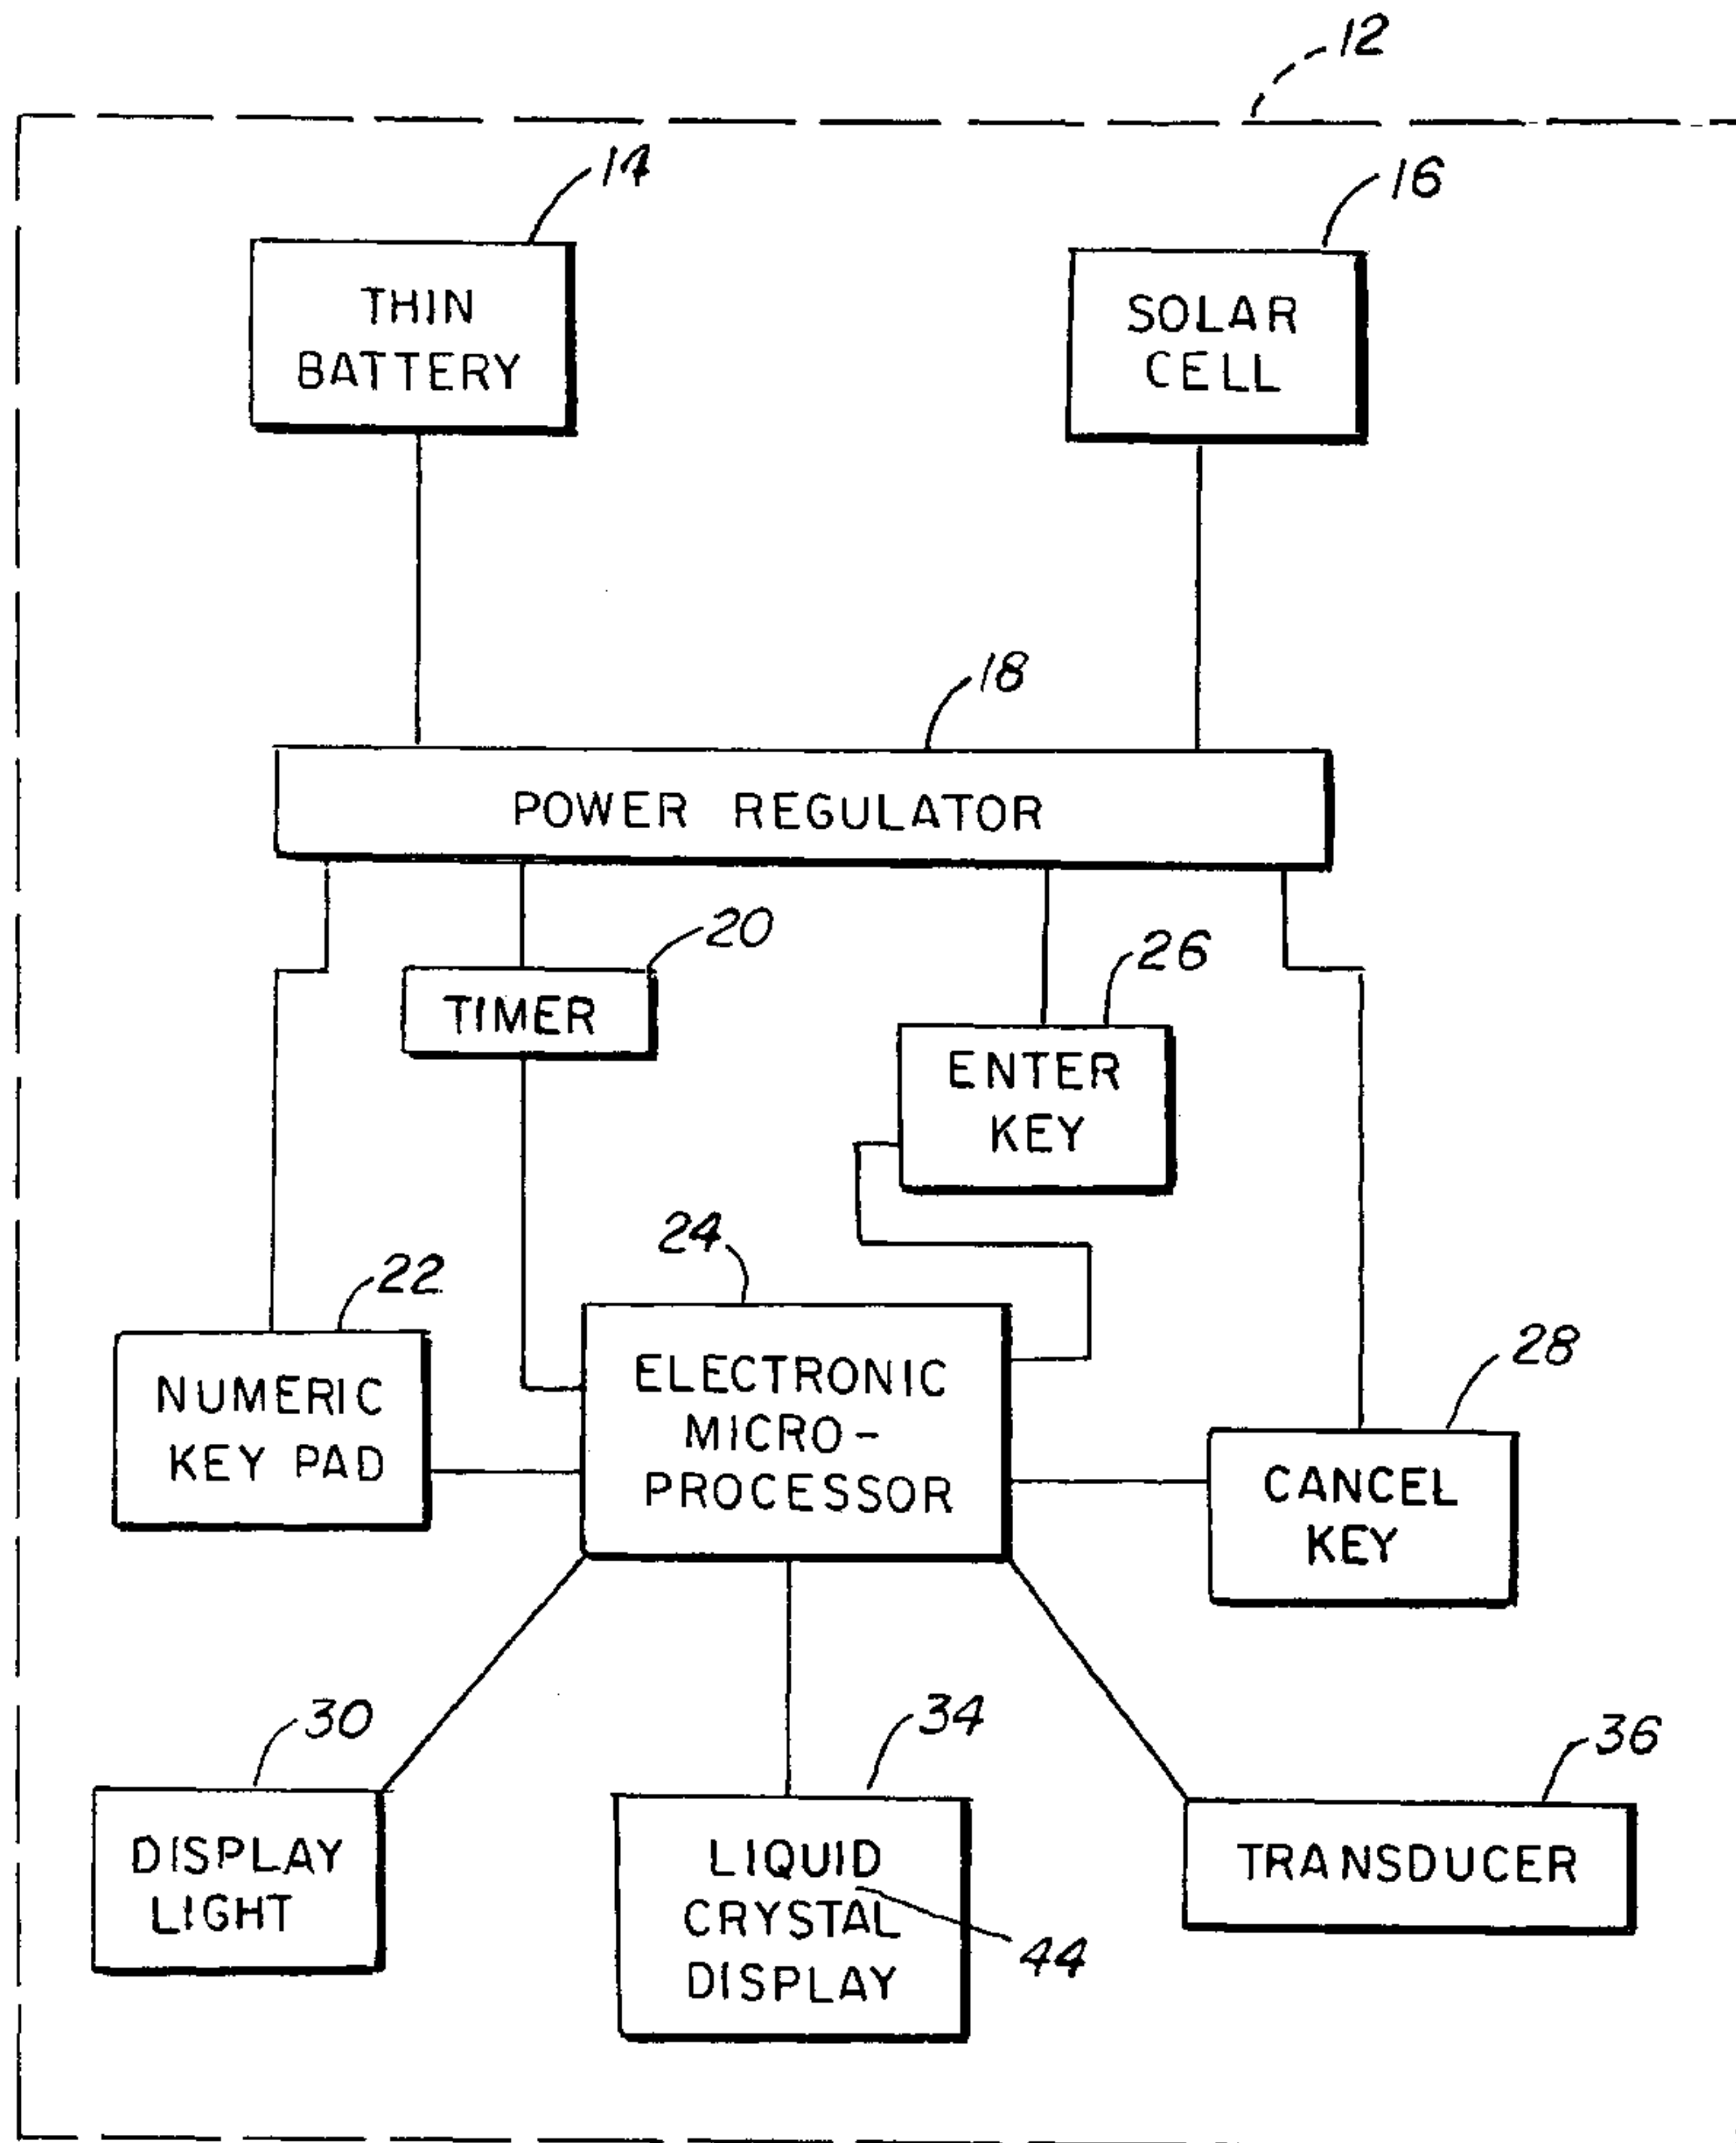 12
14
16
THIN
BATTERY
SOLAR
CELL
18
POWER REGULATOR
20
26
TIMER
ENTER
KEY
24
22
28
NUMERIC
KEY PAD
ELECTRONIC
MICRO-
PROCESSOR
CANCEL
KEY
30
34
36
DISPLAY
LIGHT
LIQUID
CRYSTAL
DISPLAY
44
TRANSDUCER